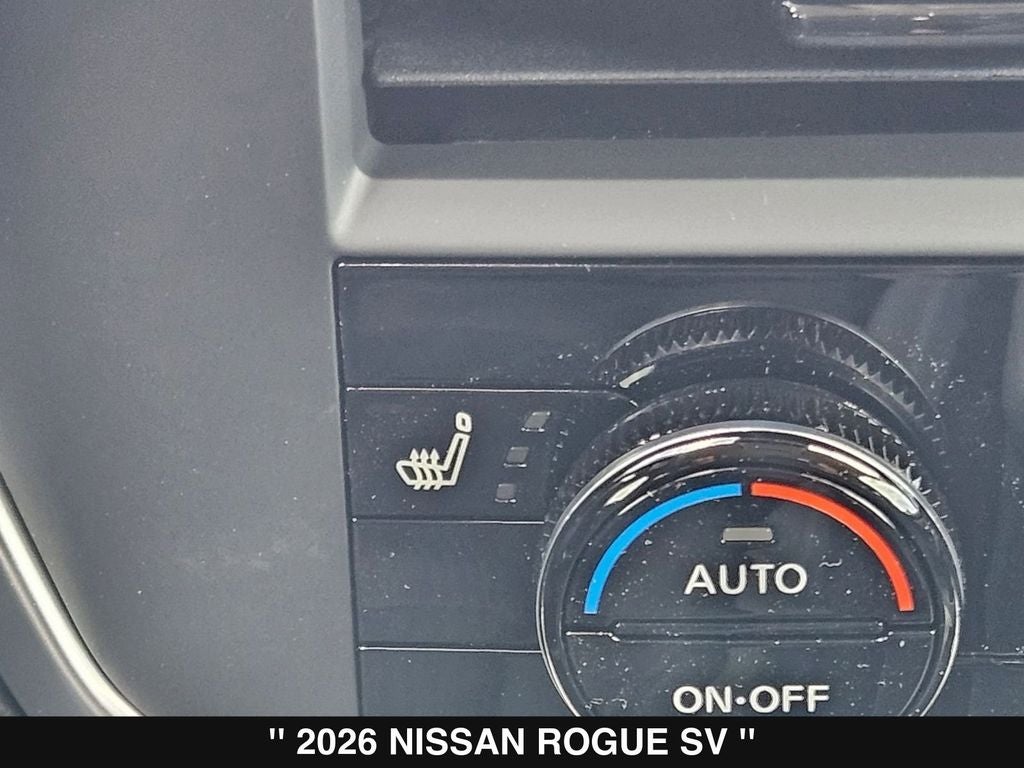 AUTO
ON•OFF
" 2026 NISSAN ROGUE SV "